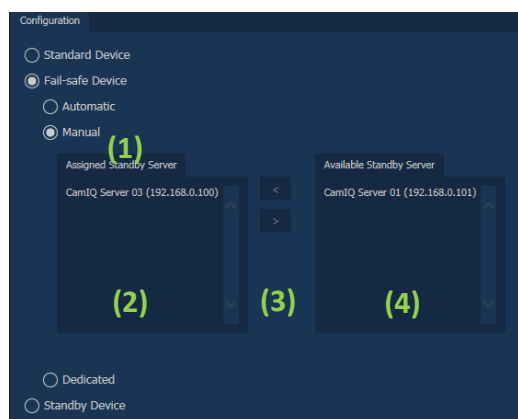 Configuration
Standard Device
Fail-safe Device
Automatic
Manual
(1)
Assigned Standby Server
Available Standby Server
CamIQ Server 03 (192.168.0.100)
<
CamIQ Server 01 (192.168.0.101)
>
(2)
(3)
(4)
Dedicated
Standby Device